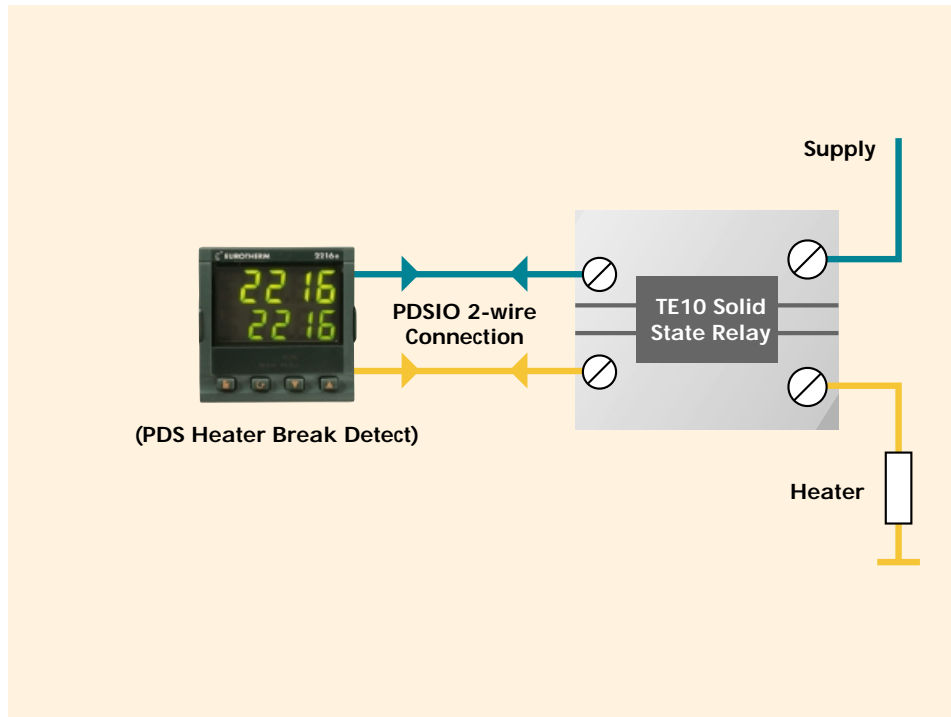 Supply
EUROTHERM 2216e
2216
2216
PDSIO 2-wire
Connection
TE10 Solid
State Relay
(PDS Heater Break Detect)
Heater